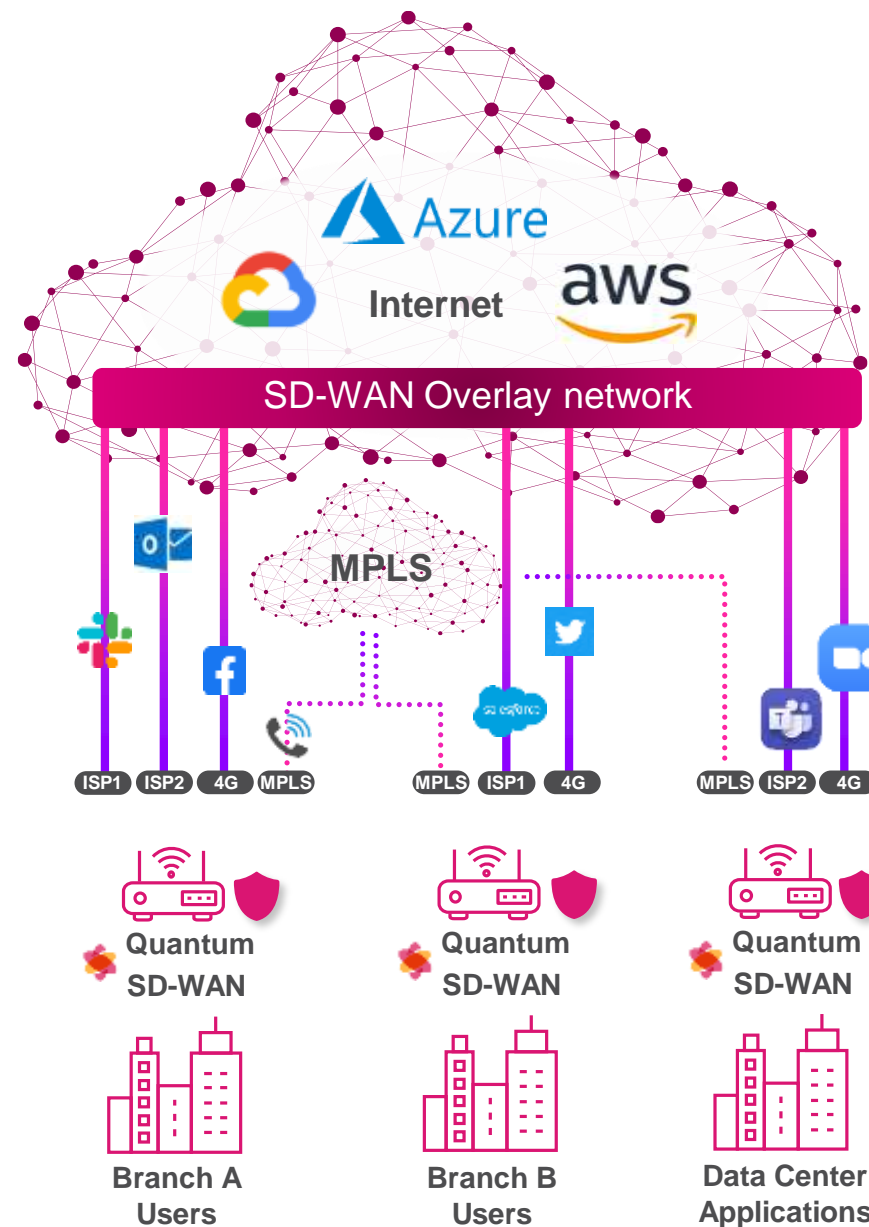 Azure
Internet
aws
SD-WAN Overlay network
MPLS
ISP1 ISP2 4G MPLS MPLS ISP1 4G MPLS ISP2 4G
Quantum
SD-WAN
Quantum
SD-WAN
Quantum
SD-WAN
Branch A
Users
Branch B
Users
Data Center
Applications